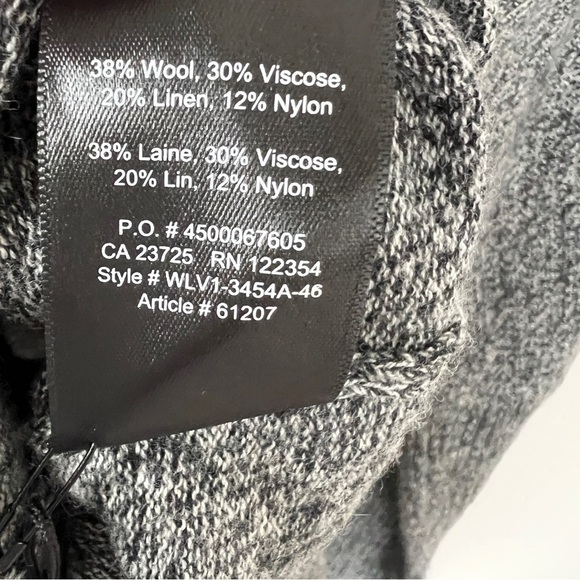 38% Wool, 30% Viscose,
20% Linen, 12% Nylon
38% Laine, 30% Viscose,
20% Lin, 12% Nylon
P.O. # 4500067605
CA 23725 RN 122354
Style # WLV1-3454A-46
Article # 61207